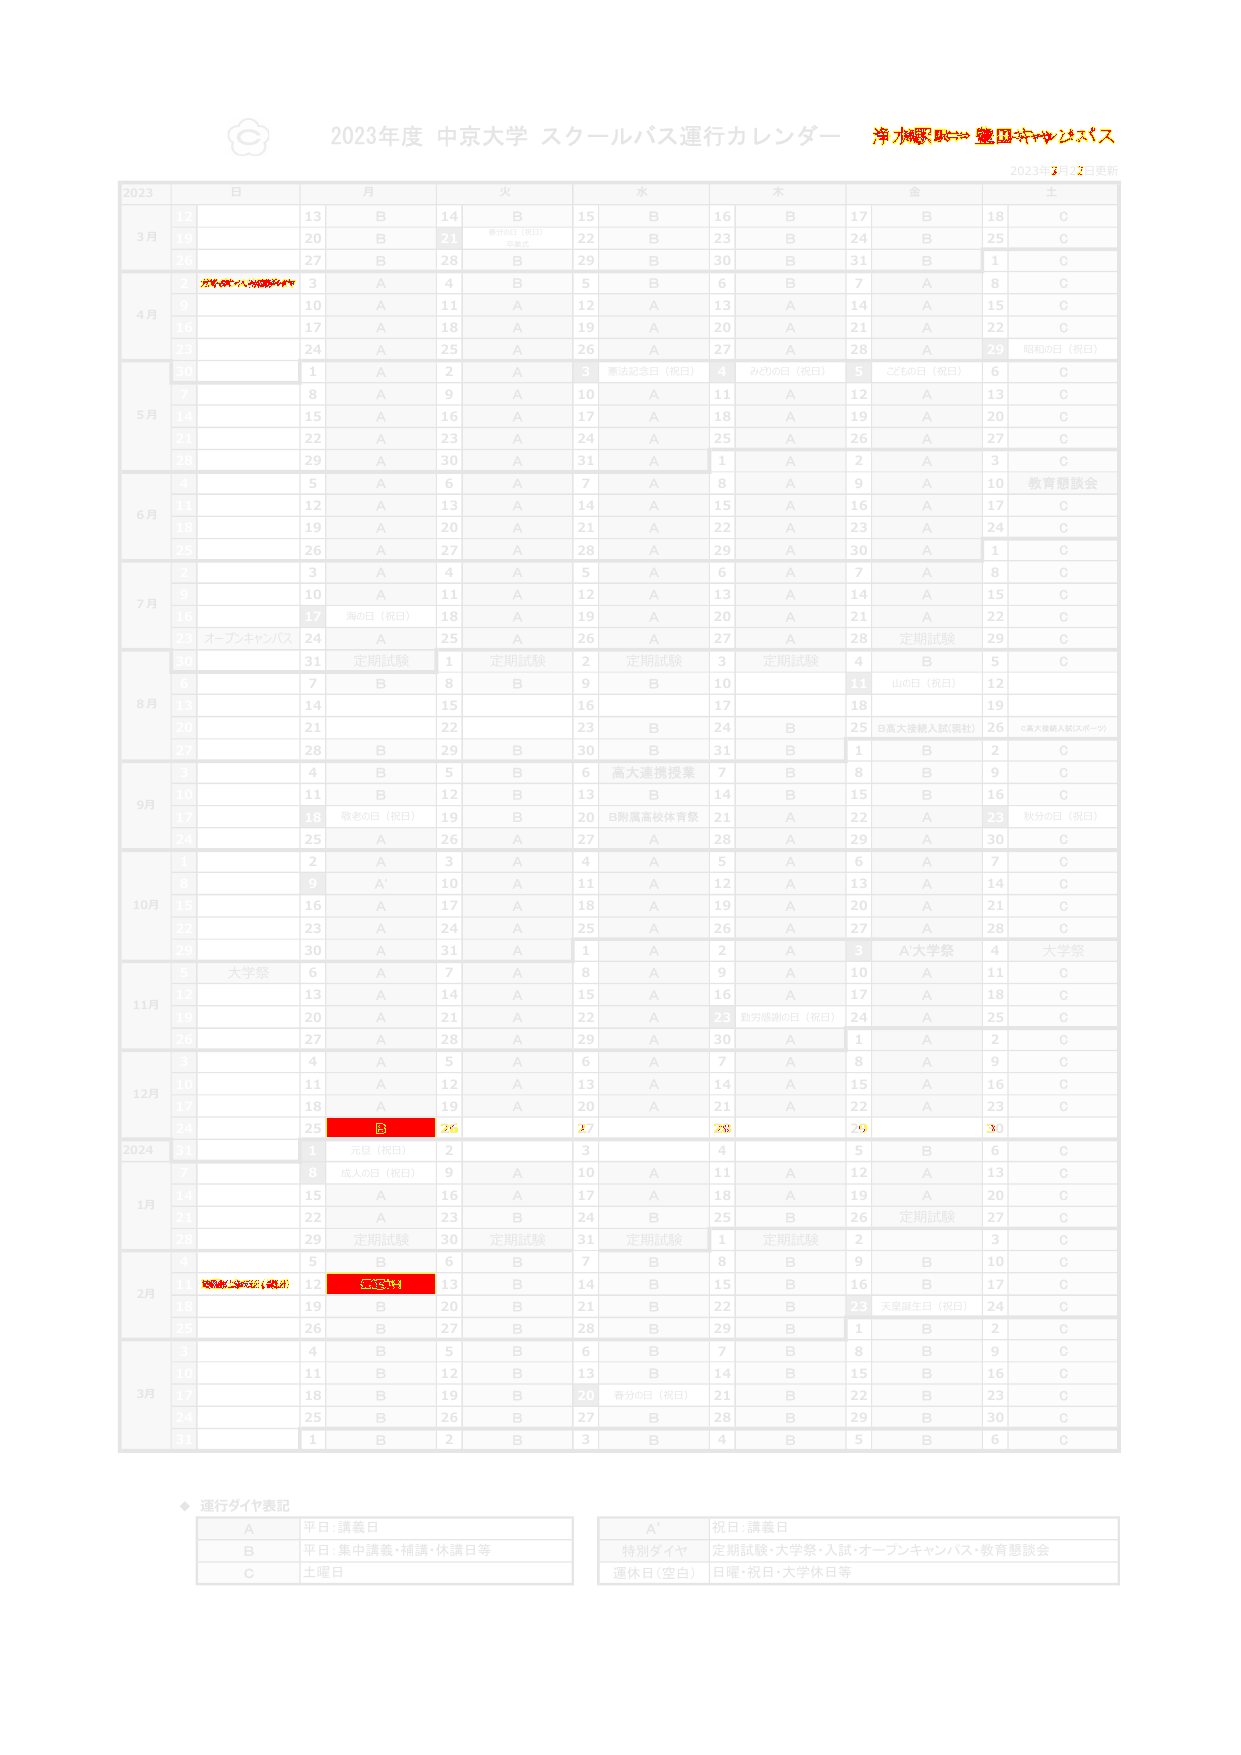 2023年度 中京大学 スクールバス運行カレンダー
2023年 月 日更新
2023 日 月 火 水 木 金 土
3月 12 13 B 14 B 15 B 16 B 17 B 18 C
19 20 B 21 春分の日（祝日） 卒業式 22 B 23 B 24 B 25 C
26 27 B 28 B 29 B 30 B 31 B 1 C
4月 2 3 A 4 B 5 B 6 B 7 A 8 C
9 10 A 11 A 12 A 13 A 14 A 15 C
16 17 A 18 A 19 A 20 A 21 A 22 C
23 24 A 25 A 26 A 27 A 28 A 29 昭和の日（祝日）
5月 30 1 A 2 A 3 憲法記念日（祝日） 4 みどりの日（祝日） 5 こどもの日（祝日） 6 C
7 8 A 9 A 10 A 11 A 12 A 13 C
14 15 A 16 A 17 A 18 A 19 A 20 C
21 22 A 23 A 24 A 25 A 26 A 27 C
28 29 A 30 A 31 A 1 A 2 A 3 C
6月 4 5 A 6 A 7 A 8 A 9 A 10 教育懇談会
11 12 A 13 A 14 A 15 A 16 A 17 C
18 19 A 20 A 21 A 22 A 23 A 24 C
25 26 A 27 A 28 A 29 A 30 A 1 C
7月 2 3 A 4 A 5 A 6 A 7 A 8 C
9 10 A 11 A 12 A 13 A 14 A 15 C
16 17 海の日（祝日） 18 A 19 A 20 A 21 A 22 C
23 オープンキャンパス 24 A 25 A 26 A 27 A 28 定期試験 29 C
8月 30 31 定期試験 1 定期試験 2 定期試験 3 定期試験 4 B 5 C
6 7 B 8 B 9 B 10 11 山の日（祝日） 12
13 14 15 16 17 18 19
20 21 22 23 B 24 B 25 B高大接続入試(現社) 26 C高大接続入試(スポーツ)
27 28 B 29 B 30 B 31 B 1 B 2 C
9月 3 4 B 5 B 6 高大連携授業 7 B 8 B 9 C
10 11 B 12 B 13 B 14 B 15 B 16 C
17 18 敬老の日（祝日） 19 B 20 B附属高校体育祭 21 A 22 A 23 秋分の日（祝日）
24 25 A 26 A 27 A 28 A 29 A 30 C
10月 1 2 A 3 A 4 A 5 A 6 A 7 C
8 9 A' 10 A 11 A 12 A 13 A 14 C
15 16 A 17 A 18 A 19 A 20 A 21 C
22 23 A 24 A 25 A 26 A 27 A 28 C
29 30 A 31 A 1 A 2 A 3 A'大学祭 4 大学祭
11月 5 大学祭 6 A 7 A 8 A 9 A 10 A 11 C
12 13 A 14 A 15 A 16 A 17 A 18 C
19 20 A 21 A 22 A 23 勤労感謝の日（祝日） 24 A 25 C
26 27 A 28 A 29 A 30 A 1 A 2 C
12月 3 4 A 5 A 6 A 7 A 8 A 9 C
10 11 A 12 A 13 A 14 A 15 A 16 C
17 18 A 19 A 20 A 21 A 22 A 23 C
24 25 B 26 27 28 29 30
2024 31 1 元旦（祝日） 2 3 4 5 B 6 C
1月 7 8 成人の日（祝日） 9 A 10 A 11 A 12 A 13 C
14 15 A 16 A 17 A 18 A 19 A 20 C
21 22 A 23 B 24 B 25 B 26 定期試験 27 C
28 29 定期試験 30 定期試験 31 定期試験 1 定期試験 2 3 C
2月 4 5 B 6 B 7 B 8 B 9 B 10 C
11 12 13 B 14 B 15 B 16 B 17 C
18 19 B 20 B 21 B 22 B 23 天皇誕生日（祝日） 24 C
25 26 B 27 B 28 B 29 B 1 B 2 C
3月 3 4 B 5 B 6 B 7 B 8 B 9 C
10 11 B 12 B 13 B 14 B 15 B 16 C
17 18 B 19 B 20 春分の日（祝日） 21 B 22 B 23 C
24 25 B 26 B 27 B 28 B 29 B 30 C
31 1 B 2 B 3 B 4 B 5 B 6 C
◆ 運行ダイヤ表記
A 平日：講義日 A' 祝日：講義日
B 平日：集中講義・補講・休講日等 特別ダイヤ 定期試験・大学祭・入試・オープンキャンパス・教育懇談会
C 土曜日 運休日（空白） 日曜・祝日・大学休日等